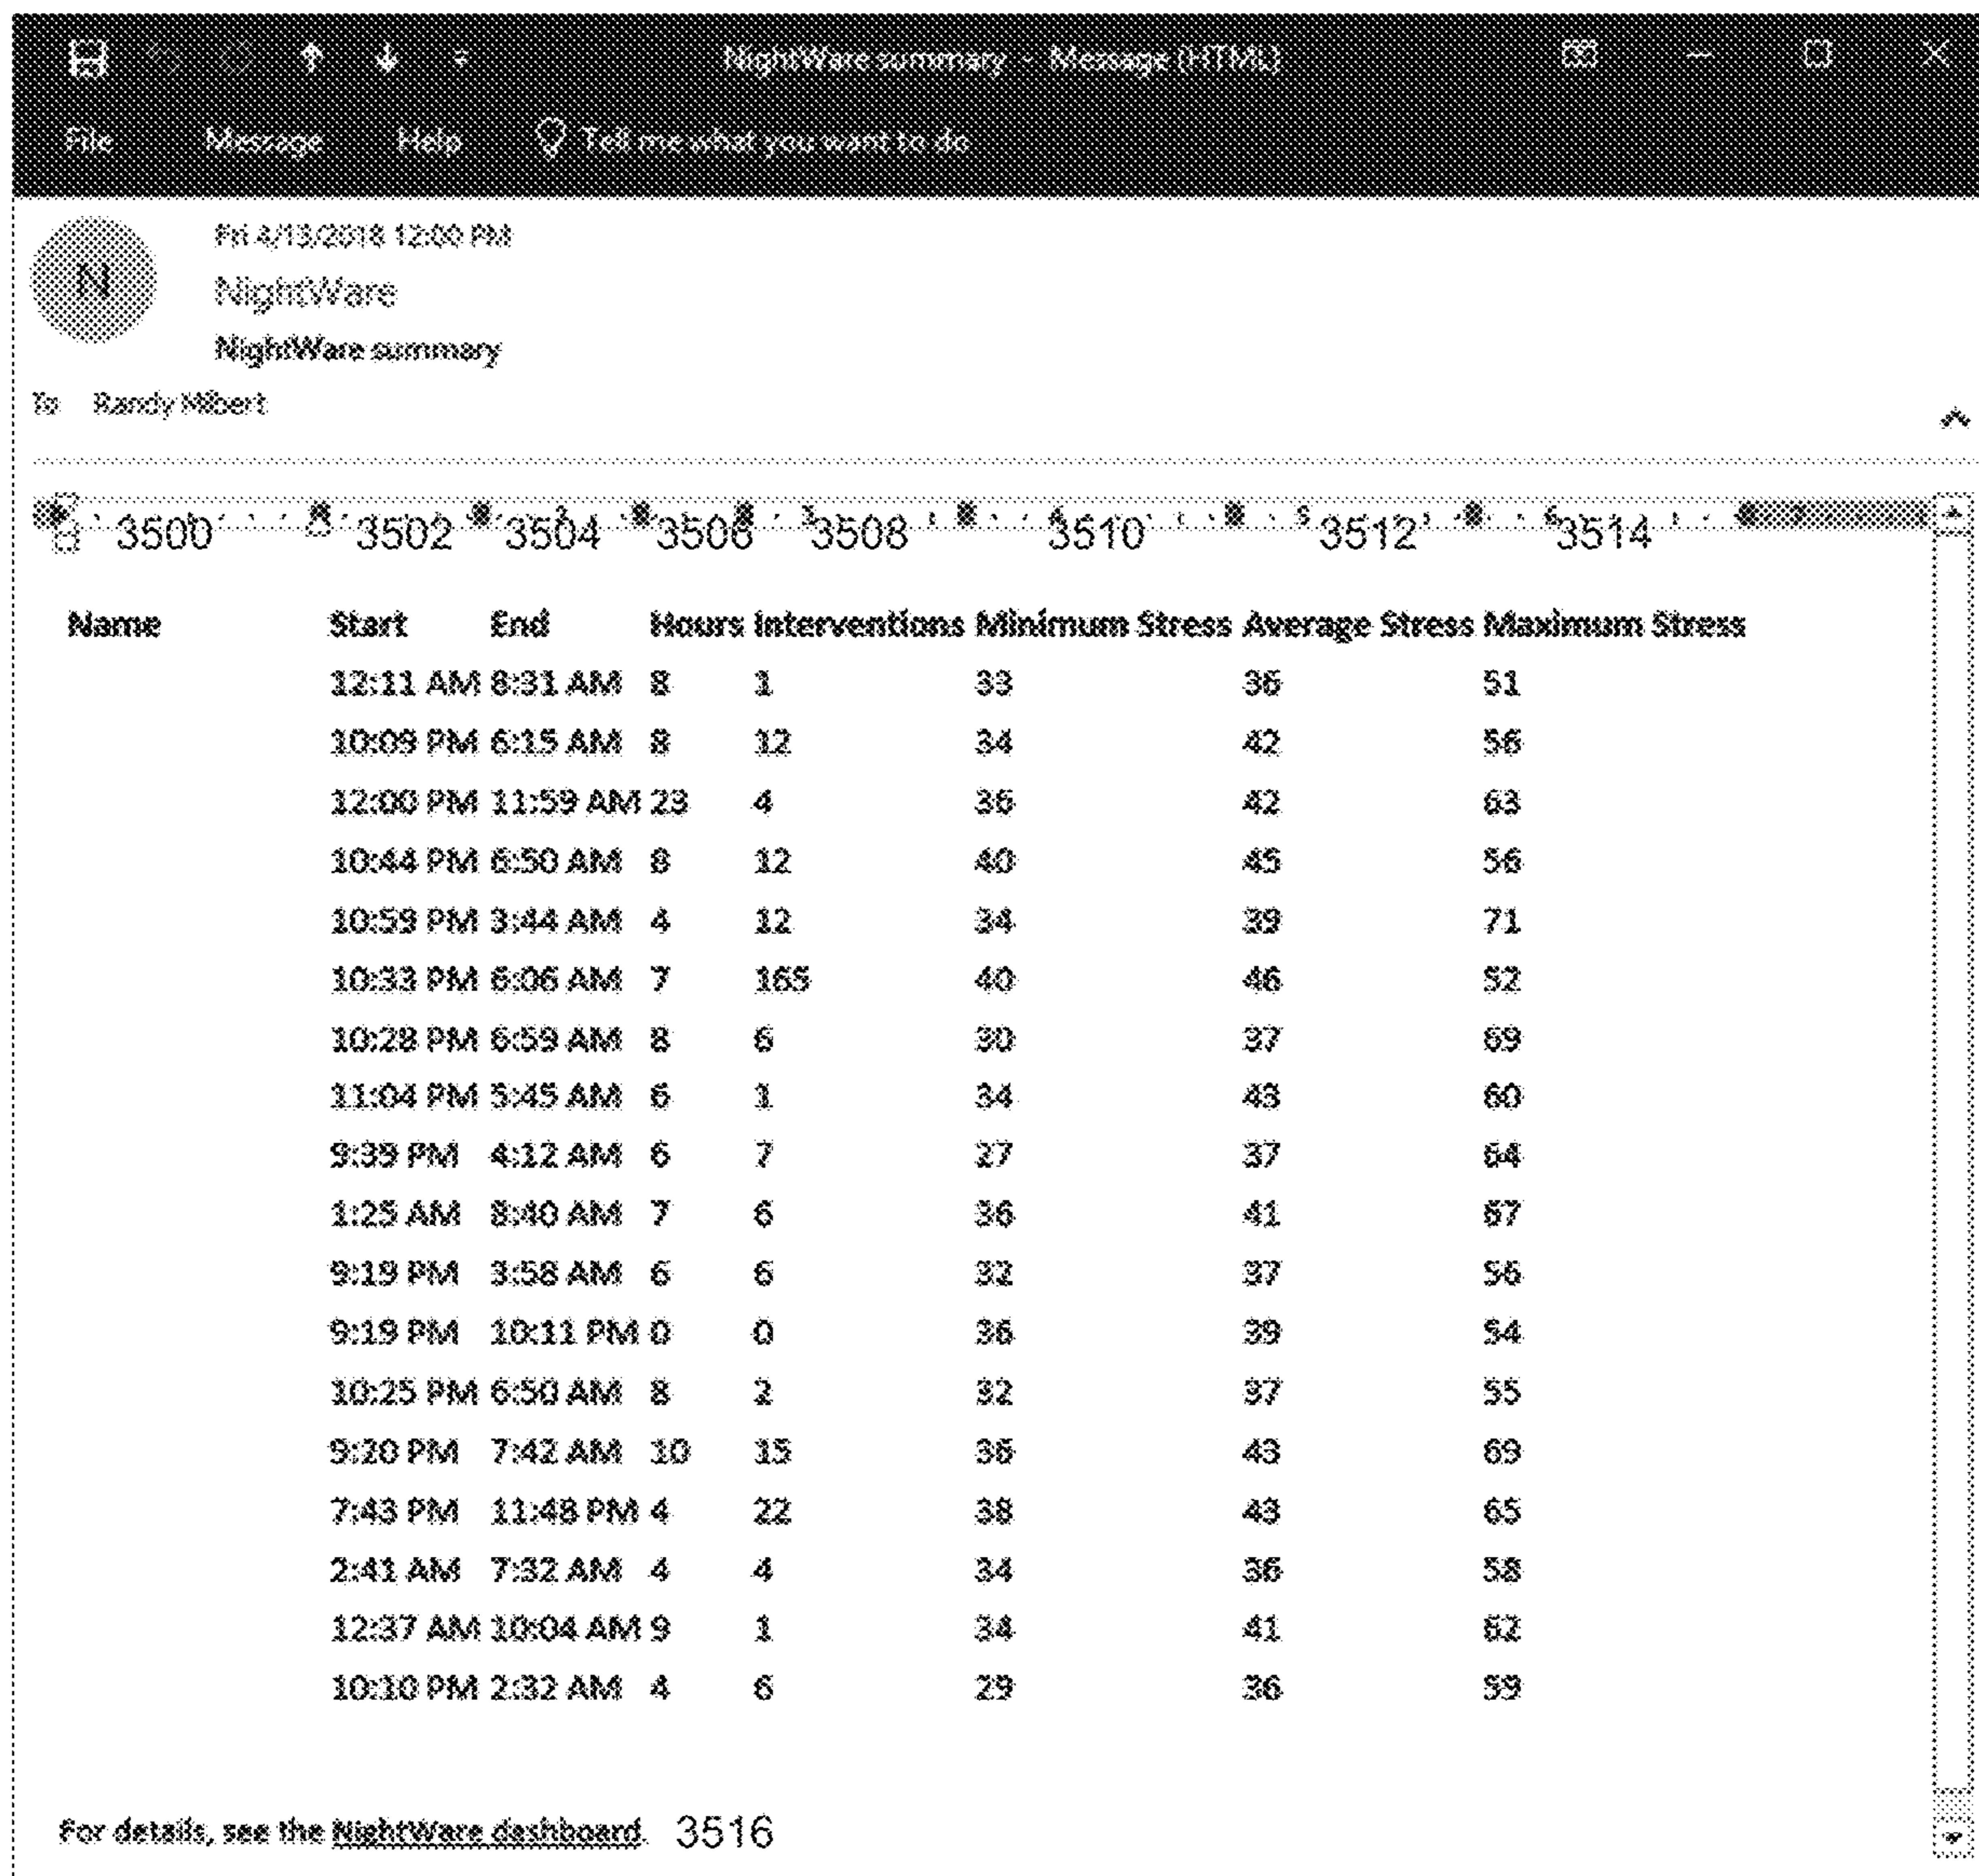 NightWare summary - Message (HTML)
File Message Help Tell me what you want to do
N
Fri 4/13/2018 12:00 PM
NightWare
NightWare summary
To Randy
3500 3502 3504 3506 3508 3510 3512 3514
Name Start End Hours Interventions Minimum Stress Average Stress Maximum Stress
12:11 AM 8:31 AM 8 1 33 36 51
10:09 PM 6:15 AM 8 12 34 42 56
12:00 PM 11:59 AM 23 4 36 42 63
10:44 PM 6:50 AM 8 12 40 45 56
10:59 PM 3:44 AM 4 12 34 39 71
10:33 PM 6:06 AM 7 165 40 46 52
10:28 PM 6:59 AM 8 6 30 37 69
11:04 PM 5:45 AM 6 1 34 43 60
9:39 PM 4:12 AM 6 7 27 37 64
1:25 AM 8:40 AM 7 6 36 41 67
9:19 PM 3:58 AM 6 6 32 37 56
9:19 PM 10:11 PM 0 0 36 39 54
10:25 PM 6:50 AM 8 2 32 37 55
9:20 PM 7:42 AM 10 15 36 43 69
7:43 PM 11:48 PM 4 22 38 43 65
2:41 AM 7:32 AM 4 4 34 36 58
12:37 AM 10:04 AM 9 1 34 41 62
10:10 PM 2:32 AM 4 6 29 36 59
For details, see the NightWare dashboard. 3516